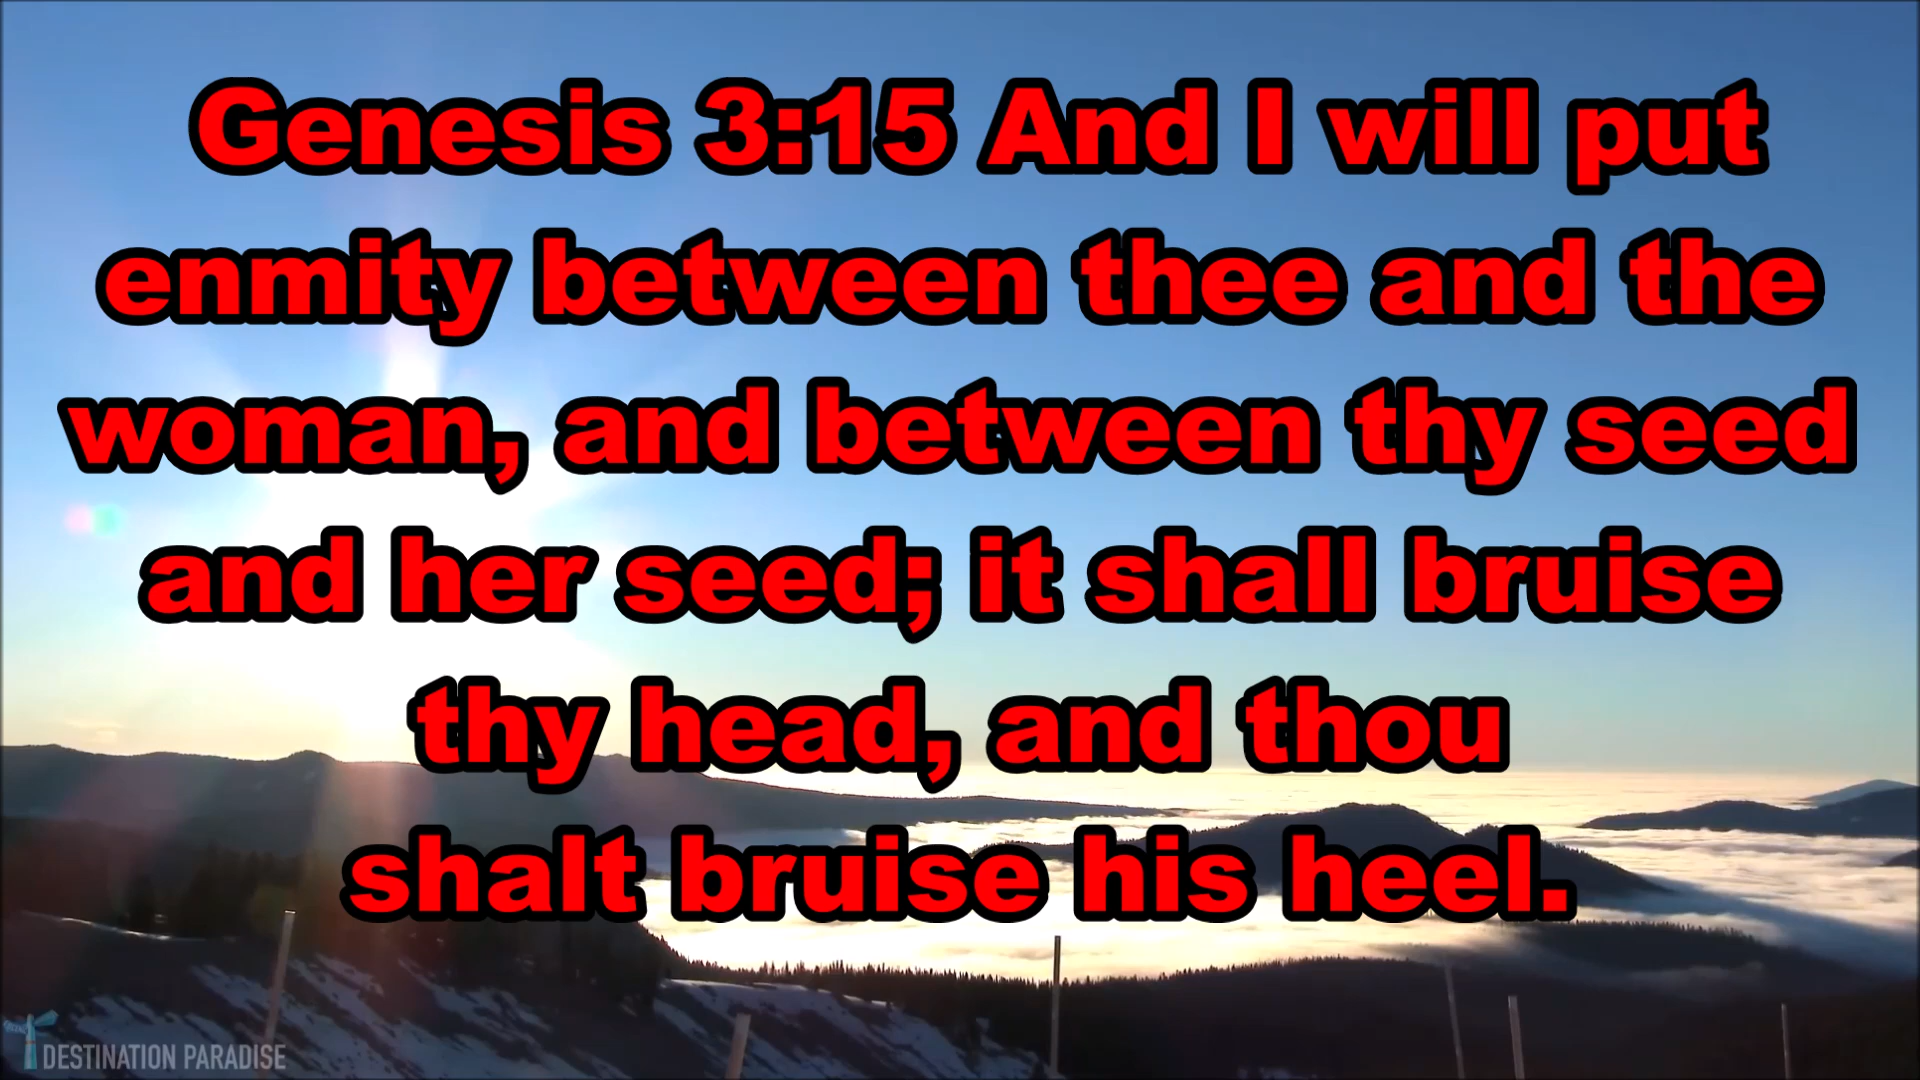 Genesis 3:15 And I will put
enmity between thee and the
woman, and between thy seed
and her seed; it shall bruise
thy head, and thou
shalt bruise his heel.
DESTINATION PARADISE